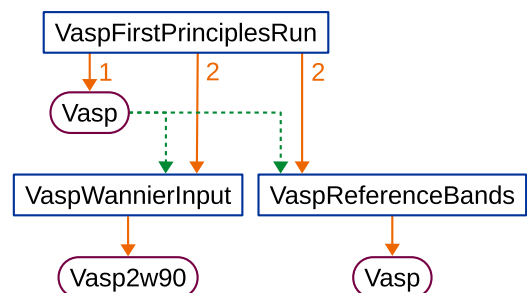 VaspFirstPrinciplesRun
1
2
2
Vasp
VaspWannierInput
VaspReferenceBands
Vasp2w90
Vasp